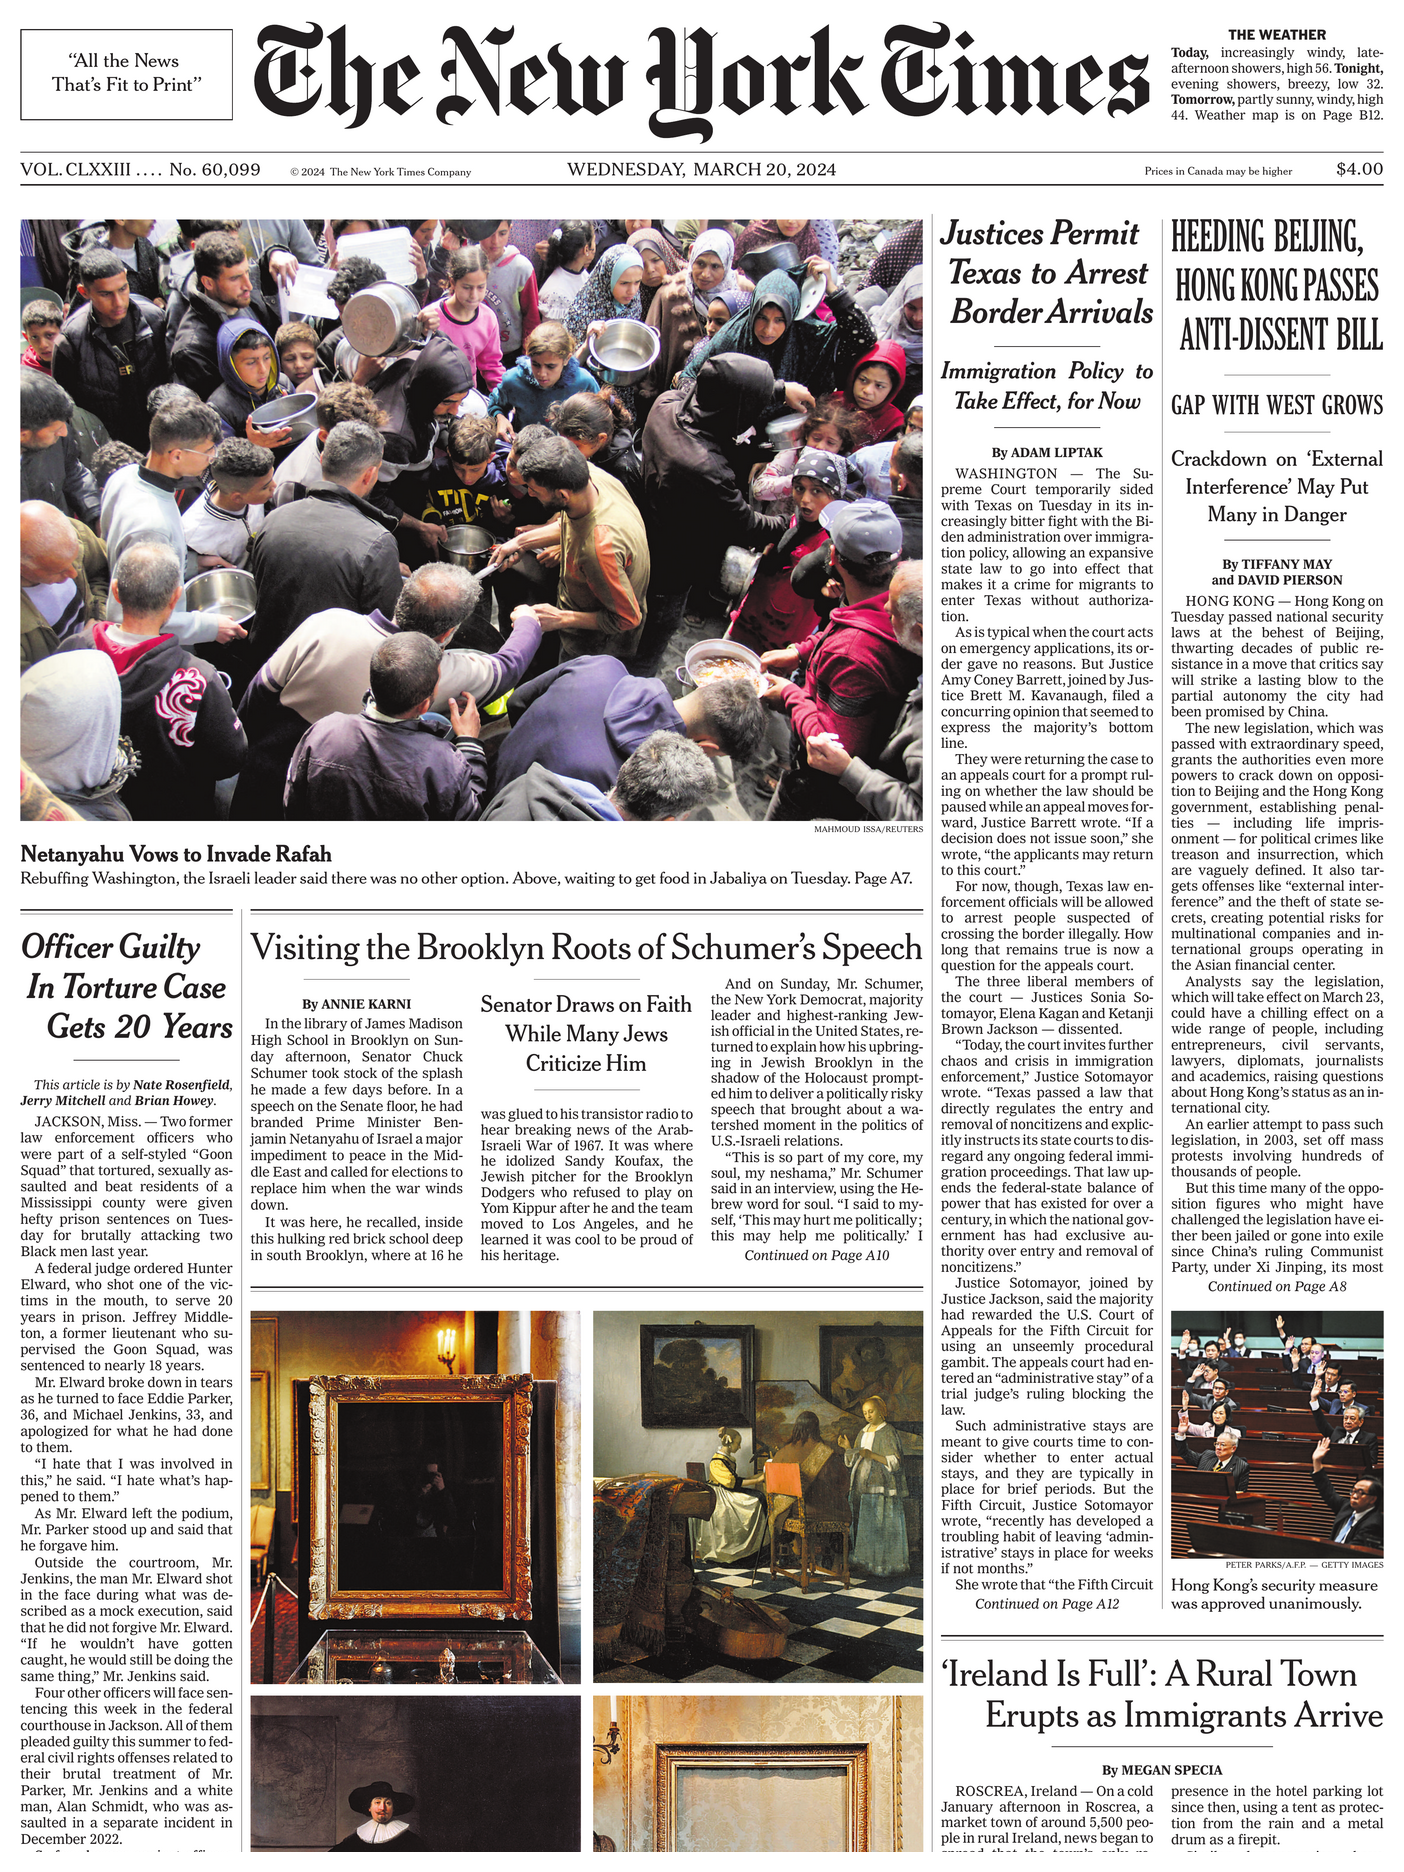 “All the News
That’s Fit to Print”
The New York Times
THE WEATHER
Today, increasingly windy, late-
afternoon showers, high 56. Tonight,
evening showers, breezy, low 32.
Tomorrow, partly sunny, windy, high
44. Weather map is on Page B12.
VOL. CLXXIII .... No. 60,099
© 2024 The New York Times Company
WEDNESDAY, MARCH 20, 2024
Prices in Canada may be higher
$4.00
MAHMOUD ISSA/REUTERS
Netanyahu Vows to Invade Rafah
Rebuffing Washington, the Israeli leader said there was no other option. Above, waiting to get food in Jabaliya on Tuesday. Page A7.
Officer Guilty
In Torture Case
Gets 20 Years
This article is by Nate Rosenfield,
Jerry Mitchell and Brian Howey.
JACKSON, Miss. — Two former
law enforcement officers who
were part of a self-styled “Goon
Squad” that tortured, sexually as-
saulted and beat residents of a
Mississippi county were given
hefty prison sentences on Tues-
day for brutally attacking two
Black men last year.
A federal judge ordered Hunter
Elward, who shot one of the vic-
tims in the mouth, to serve 20
years in prison. Jeffrey Middle-
ton, a former lieutenant who su-
pervised the Goon Squad, was
sentenced to nearly 18 years.
Mr. Elward broke down in tears
as he turned to face Eddie Parker,
36, and Michael Jenkins, 33, and
apologized for what he had done
to them.
“I hate that I was involved in
this,” he said. “I hate what’s hap-
pened to them.”
As Mr. Elward left the podium,
Mr. Parker stood up and said that
he forgave him.
Outside the courtroom, Mr.
Jenkins, the man Mr. Elward shot
in the face during what was de-
scribed as a mock execution, said
that he did not forgive Mr. Elward.
“If he wouldn’t have gotten
caught, he would still be doing the
same thing,” Mr. Jenkins said.
Four other officers will face sen-
tencing this week in the federal
courthouse in Jackson. All of them
pleaded guilty this summer to fed-
eral civil rights offenses related to
their brutal treatment of Mr.
Parker, Mr. Jenkins and a white
man, Alan Schmidt, who was as-
saulted in a separate incident in
December 2022.
Visiting the Brooklyn Roots of Schumer’s Speech
By ANNIE KARNI
In the library of James Madison
High School in Brooklyn on Sun-
day afternoon, Senator Chuck
Schumer took stock of the splash
he made a few days before. In a
speech on the Senate floor, he had
branded Prime Minister Ben-
jamin Netanyahu of Israel a major
impediment to peace in the Mid-
dle East and called for elections to
replace him when the war winds
down.
It was here, he recalled, inside
this hulking red brick school deep
in south Brooklyn, where at 16 he
Senator Draws on Faith
While Many Jews
Criticize Him
was glued to his transistor radio to
hear breaking news of the Arab-
Israeli War of 1967. It was where
he idolized Sandy Koufax, the
Jewish pitcher for the Brooklyn
Dodgers who refused to play on
Yom Kippur after he and the team
moved to Los Angeles, and he
learned it was cool to be proud of
his heritage.
And on Sunday, Mr. Schumer,
the New York Democrat, majority
leader and highest-ranking Jew-
ish official in the United States, re-
turned to explain how his upbring-
ing in Jewish Brooklyn in the
shadow of the Holocaust prompt-
ed him to deliver a politically risky
speech that brought about a wa-
tershed moment in the politics of
U.S.-Israeli relations.
“This is so part of my core, my
soul, my neshama,” Mr. Schumer
said in an interview, using the He-
brew word for soul. “I said to my-
self, ‘This may hurt me politically;
this may help me politically.’ I
Continued on Page A10
Justices Permit
Texas to Arrest
Border Arrivals
Immigration Policy to
Take Effect, for Now
By ADAM LIPTAK
WASHINGTON — The Su-
preme Court temporarily sided
with Texas on Tuesday in its in-
creasingly bitter fight with the Bi-
den administration over immigra-
tion policy, allowing an expansive
state law to go into effect that
makes it a crime for migrants to
enter Texas without authoriza-
tion.
As is typical when the court acts
on emergency applications, its or-
der gave no reasons. But Justice
Amy Coney Barrett, joined by Jus-
tice Brett M. Kavanaugh, filed a
concurring opinion that seemed to
express the majority’s bottom
line.
They were returning the case to
an appeals court for a prompt rul-
ing on whether the law should be
paused while an appeal moves for-
ward, Justice Barrett wrote. “If a
decision does not issue soon,” she
wrote, “the applicants may return
to this court.”
For now, though, Texas law en-
forcement officials will be allowed
to arrest people suspected of
crossing the border illegally. How
long that remains true is now a
question for the appeals court.
The three liberal members of
the court — Justices Sonia So-
tomayor, Elena Kagan and Ketanji
Brown Jackson — dissented.
“Today, the court invites further
chaos and crisis in immigration
enforcement,” Justice Sotomayor
wrote. “Texas passed a law that
directly regulates the entry and
removal of noncitizens and explic-
itly instructs its state courts to dis-
regard any ongoing federal immi-
gration proceedings. That law up-
ends the federal-state balance of
power that has existed for over a
century, in which the national gov-
ernment has had exclusive au-
thority over entry and removal of
noncitizens.”
Justice Sotomayor, joined by
Justice Jackson, said the majority
had rewarded the U.S. Court of
Appeals for the Fifth Circuit for
using an unseemly procedural
gambit. The appeals court had en-
tered an “administrative stay” of a
trial judge’s ruling blocking the
law.
Such administrative stays are
meant to give courts time to con-
sider whether to enter actual
stays, and they are typically in
place for brief periods. But the
Fifth Circuit, Justice Sotomayor
wrote, “recently has developed a
troubling habit of leaving ‘admin-
istrative’ stays in place for weeks
if not months.”
She wrote that “the Fifth Circuit
Continued on Page A12
HEEDING BEIJING,
HONG KONG PASSES
ANTI-DISSENT BILL
GAP WITH WEST GROWS
Crackdown on ‘External
Interference’ May Put
Many in Danger
By TIFFANY MAY
and DAVID PIERSON
HONG KONG — Hong Kong on
Tuesday passed national security
laws at the behest of Beijing,
thwarting decades of public re-
sistance in a move that critics say
will strike a lasting blow to the
partial autonomy the city had
been promised by China.
The new legislation, which was
passed with extraordinary speed,
grants the authorities even more
powers to crack down on opposi-
tion to Beijing and the Hong Kong
government, establishing penal-
ties — including life impris-
onment — for political crimes like
treason and insurrection, which
are vaguely defined. It also tar-
gets offenses like “external inter-
ference” and the theft of state se-
crets, creating potential risks for
multinational companies and in-
ternational groups operating in
the Asian financial center.
Analysts say the legislation,
which will take effect on March 23,
could have a chilling effect on a
wide range of people, including
entrepreneurs, civil servants,
lawyers, diplomats, journalists
and academics, raising questions
about Hong Kong’s status as an in-
ternational city.
An earlier attempt to pass such
legislation, in 2003, set off mass
protests involving hundreds of
thousands of people.
But this time many of the oppo-
sition figures who might have
challenged the legislation have ei-
ther been jailed or gone into exile
since China’s ruling Communist
Party, under Xi Jinping, its most
Continued on Page A8
PETER PARKS/A.F.P. — GETTY IMAGES
Hong Kong’s security measure
was approved unanimously.
‘Ireland Is Full’: A Rural Town
Erupts as Immigrants Arrive
By MEGAN SPECIA
ROSCREA, Ireland — On a cold
January afternoon in Roscrea, a
market town of around 5,500 peo-
ple in rural Ireland, news began to
presence in the hotel parking lot
since then, using a tent as protec-
tion from the rain and a metal
drum as a firepit.